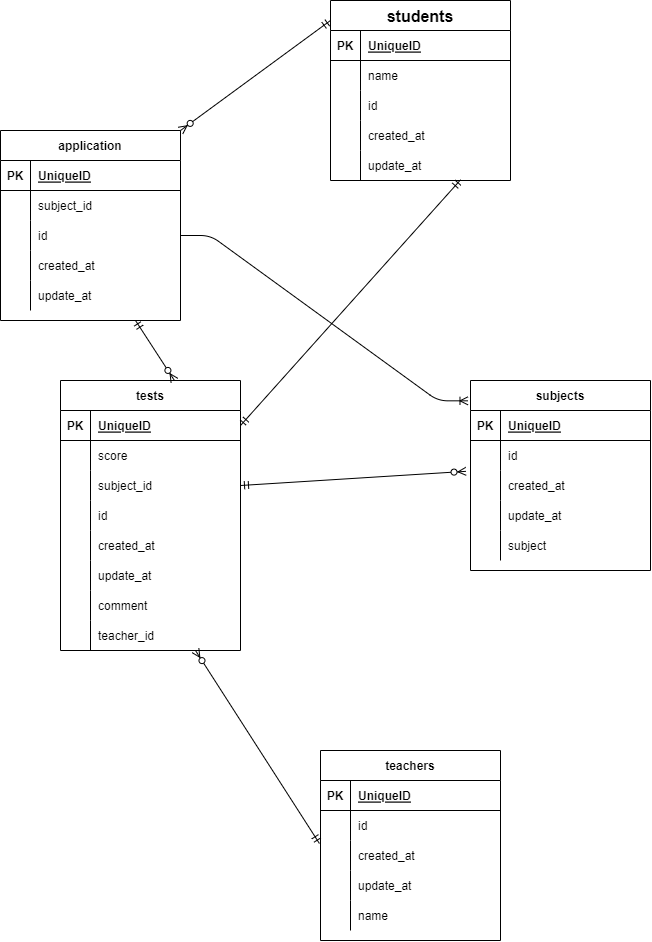 students
PK UniqueID
name
id
created_at
update_at
application
PK UniqueID
subject_id
id
created_at
update_at
tests
PK UniqueID
score
subject_id
id
created_at
update_at
comment
teacher_id
subjects
PK UniqueID
id
created_at
update_at
subject
teachers
PK UniqueID
id
created_at
update_at
name